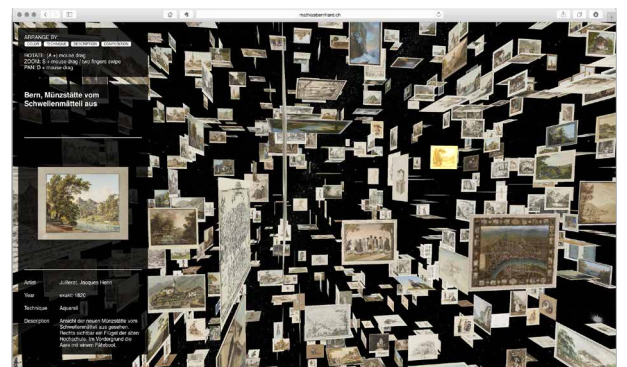 mathiasbernhard.ch
ARRANGE BY:
COLOR TECHNIQUE DESCRIPTION COMPOSITION
ROTATE: (A +) mouse drag
ZOOM: S + mouse drag / two fingers swipe
PAN: D + mouse drag
Bern, Münzstätte vom
Schwellenmätteli aus
Artist Juillerat, Jacques Henri
Year exakt: 1820
Technique Aquarell
Description Ansicht der neuen Münzstätte vom
Schwellenmätteli aus gesehen.
Rechts sichtbar ein Flügel der alten
Hochschule. Im Vordergrund die
Aare mit einem Fährboot.